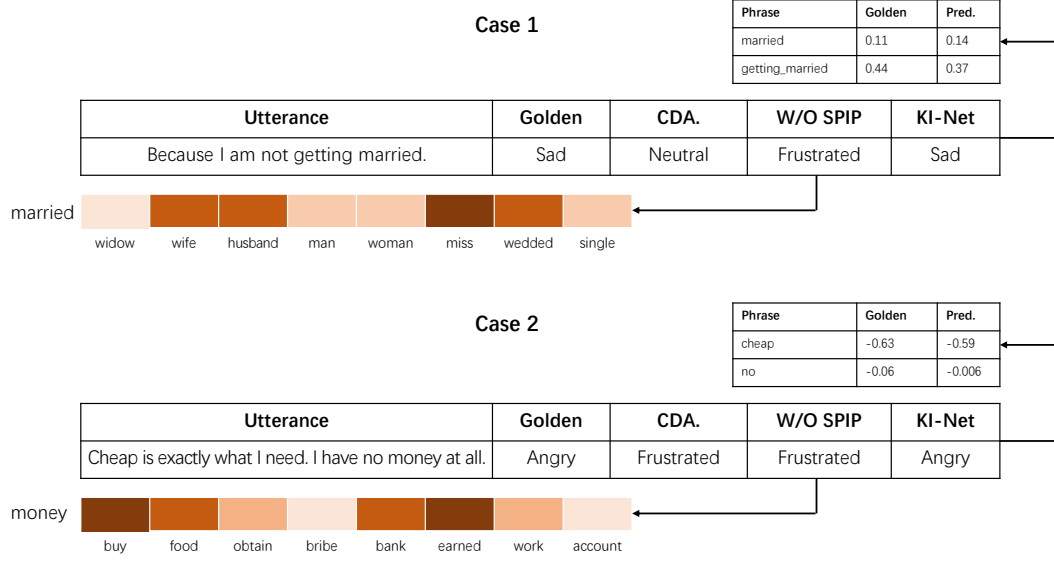 Case 1
Phrase Golden Pred.
married 0.11 0.14
getting_married 0.44 0.37
Utterance Golden CDA. W/O SPIP KI-Net
Because I am not getting married. Sad Neutral Frustrated Sad
married
widow wife husband man woman miss wedded single
Case 2
Phrase Golden Pred.
cheap -0.63 -0.59
no -0.06 -0.006
Utterance Golden CDA. W/O SPIP KI-Net
Cheap is exactly what I need. I have no money at all. Angry Frustrated Frustrated Angry
money
buy food obtain bribe bank earned work account